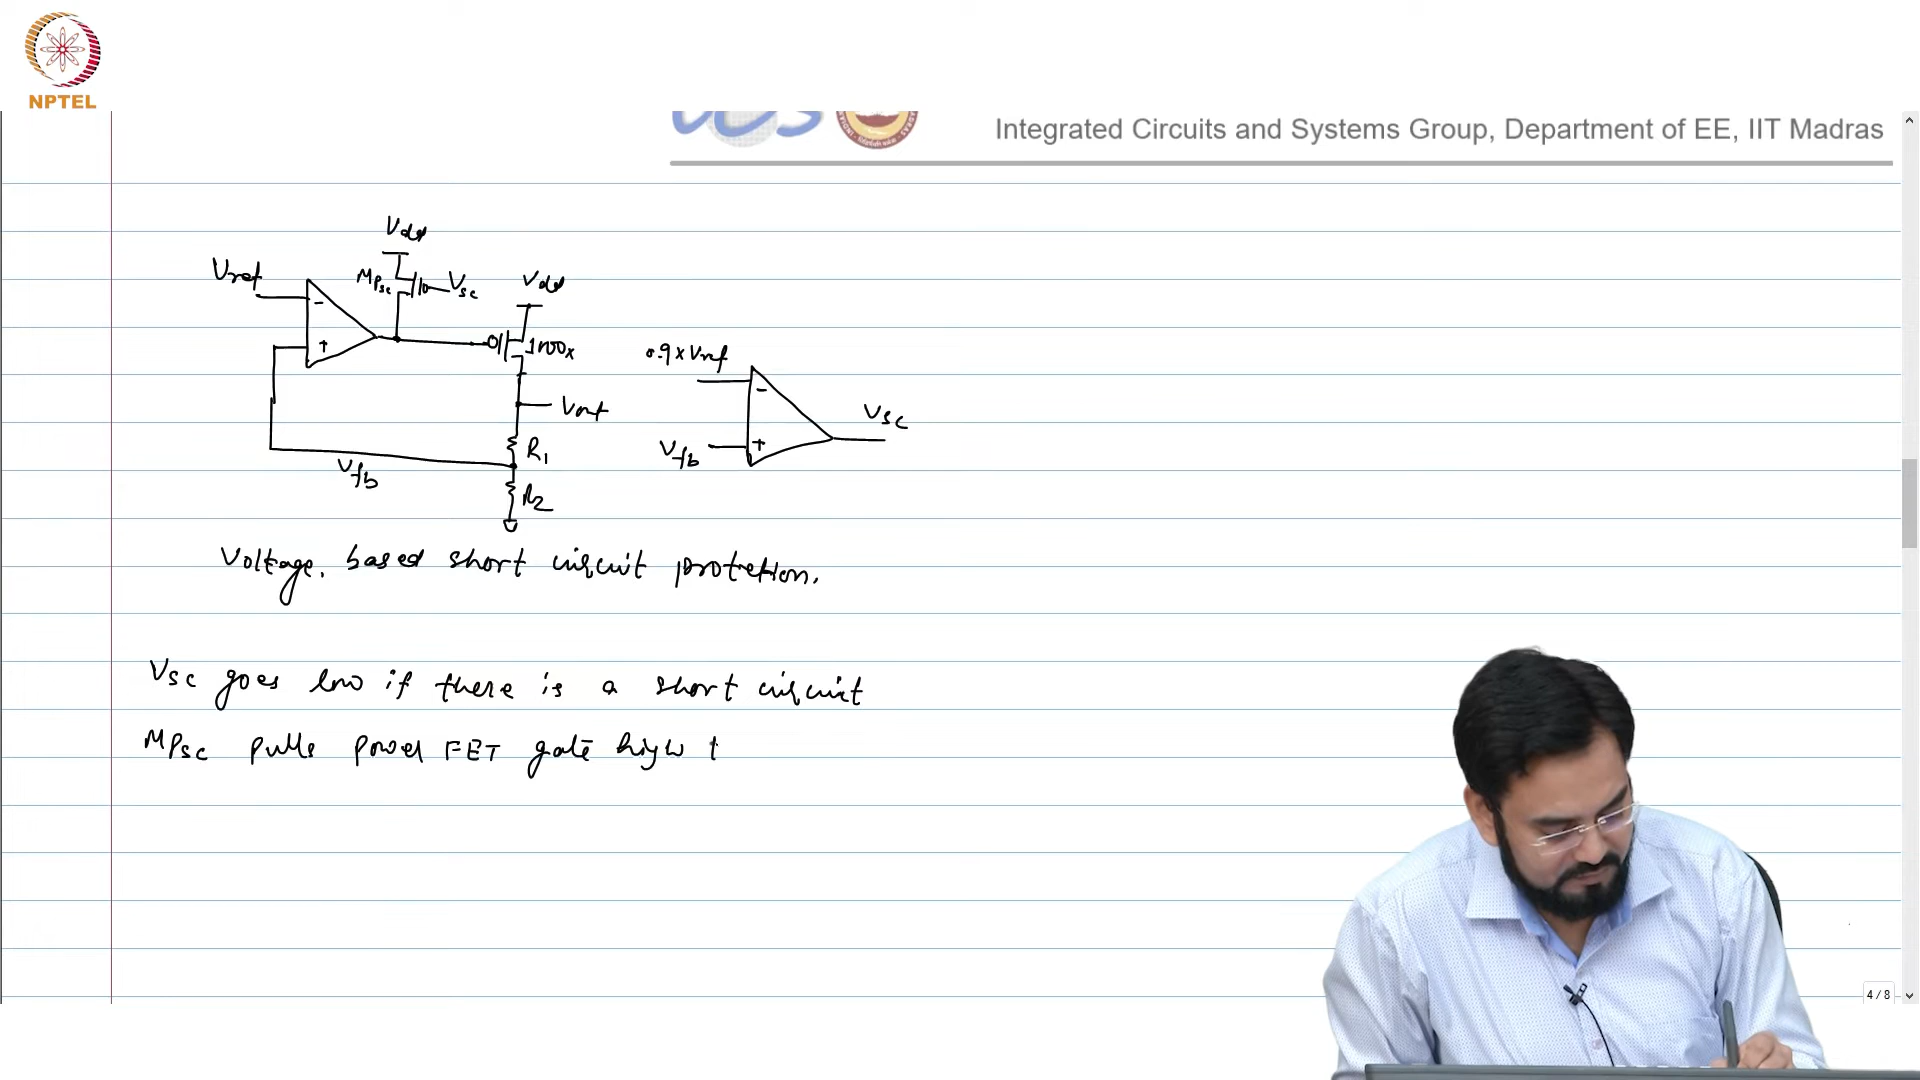 NPTEL
Integrated Circuits and Systems Group, Department of EE, IIT Madras
Vdd
Vref
MPsc
Vsc
Vdd
-
+
1000x
Vout
R1
Vfb
R2
0.9 x Vref
-
Vsc
Vfb
+
Voltage. based short circuit protetion.
Vsc goes low if there is a short circuit
MPsc pulls power FET gate high t
4 / 8